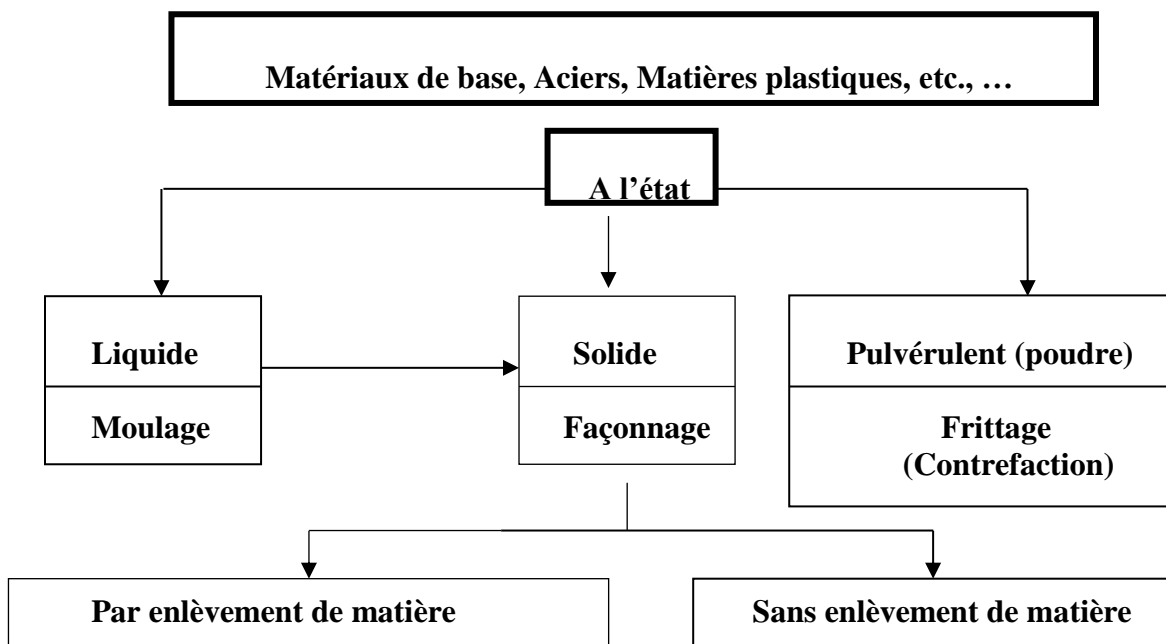 Matériaux de base, Aciers, Matières plastiques, etc., …
A l’état
Liquide
Solide
Pulvérulent (poudre)
Moulage
Façonnage
Frittage
(Contrefaction)
Par enlèvement de matière
Sans enlèvement de matière